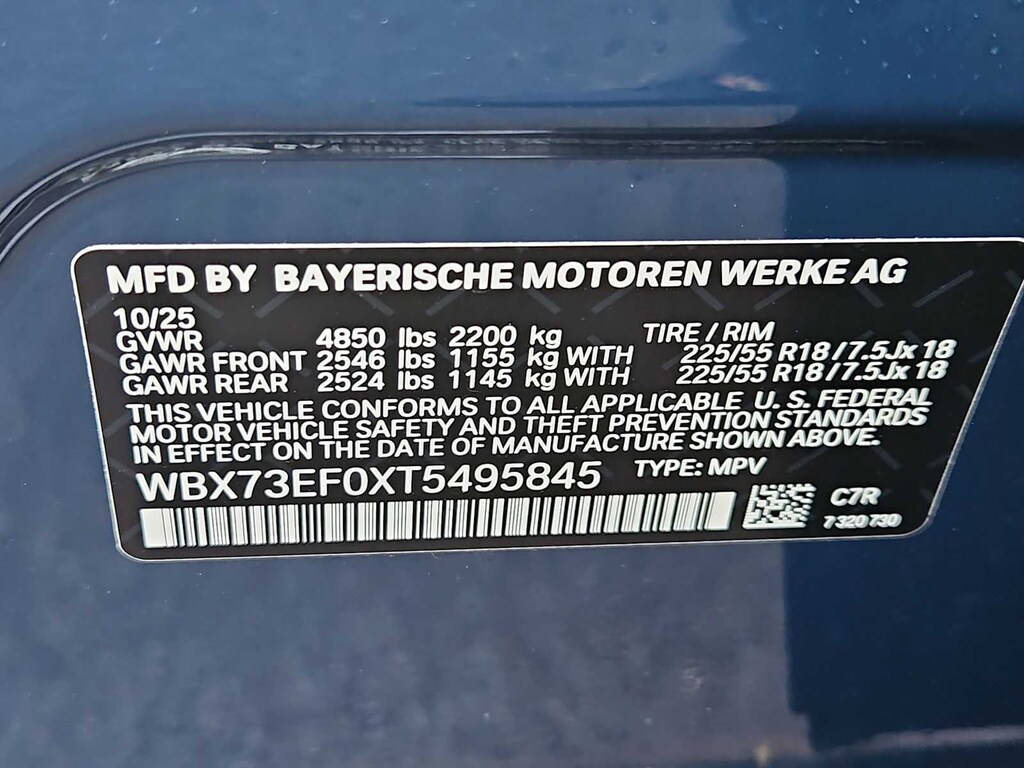 MFD BY BAYERISCHE MOTOREN WERKE AG
10/25
GVWR 4850 lbs 2200 kg TIRE / RIM
GAWR FRONT 2546 lbs 1155 kg WITH 225/55 R18 / 7.5Jx 18
GAWR REAR 2524 lbs 1145 kg WITH 225/55 R18 / 7.5Jx 18
THIS VEHICLE CONFORMS TO ALL APPLICABLE U. S. FEDERAL
MOTOR VEHICLE SAFETY AND THEFT PREVENTION STANDARDS
IN EFFECT ON THE DATE OF MANUFACTURE SHOWN ABOVE.
WBX73EF0XT5495845 TYPE: MPV
C7R
7 320 730